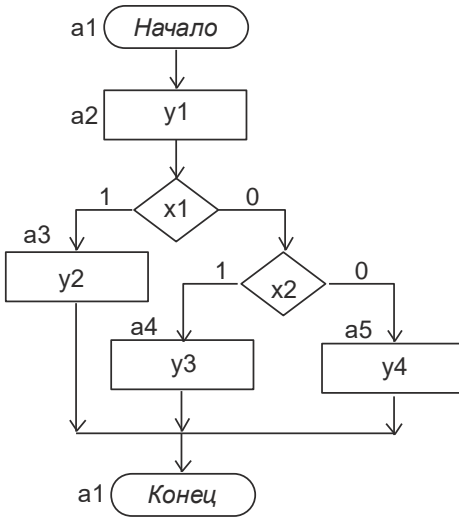 a1 Начало
a2 y1
1 x1 0
a3
y2
1 x2 0
a4 a5
y3 y4
a1 Конец